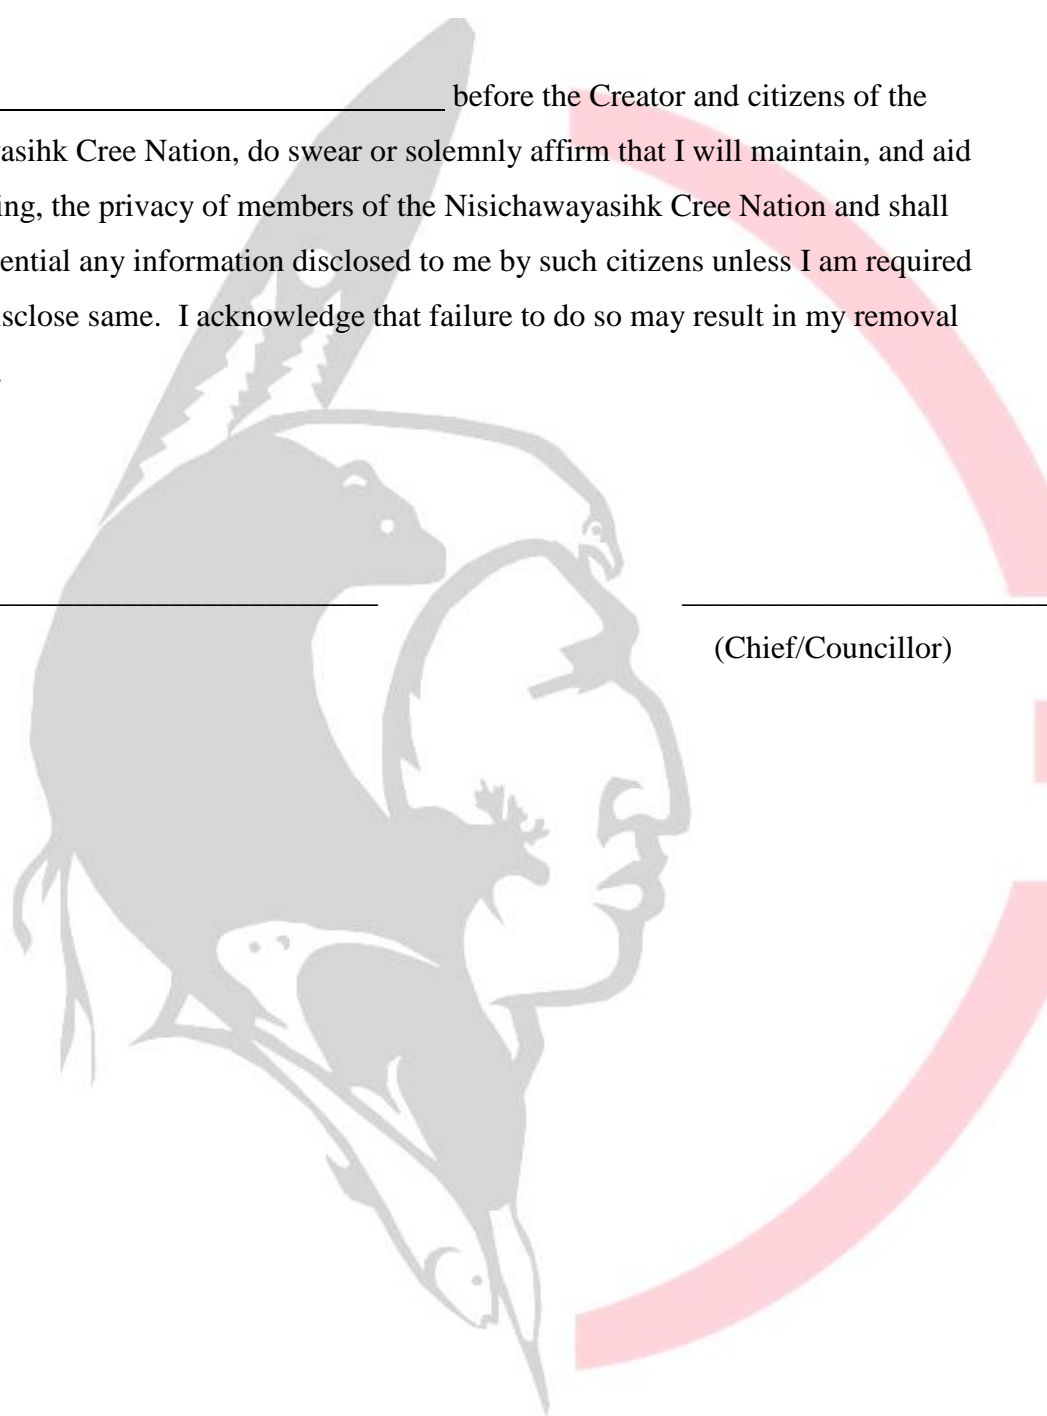 ____________________________ before the Creator and citizens of the
asihk Cree Nation, do swear or solemnly affirm that I will maintain, and aid
ing, the privacy of members of the Nisichawayasihk Cree Nation and shall
ential any information disclosed to me by such citizens unless I am required
sclose same.  I acknowledge that failure to do so may result in my removal
.
________________________ ________________________
(Chief/Councillor)